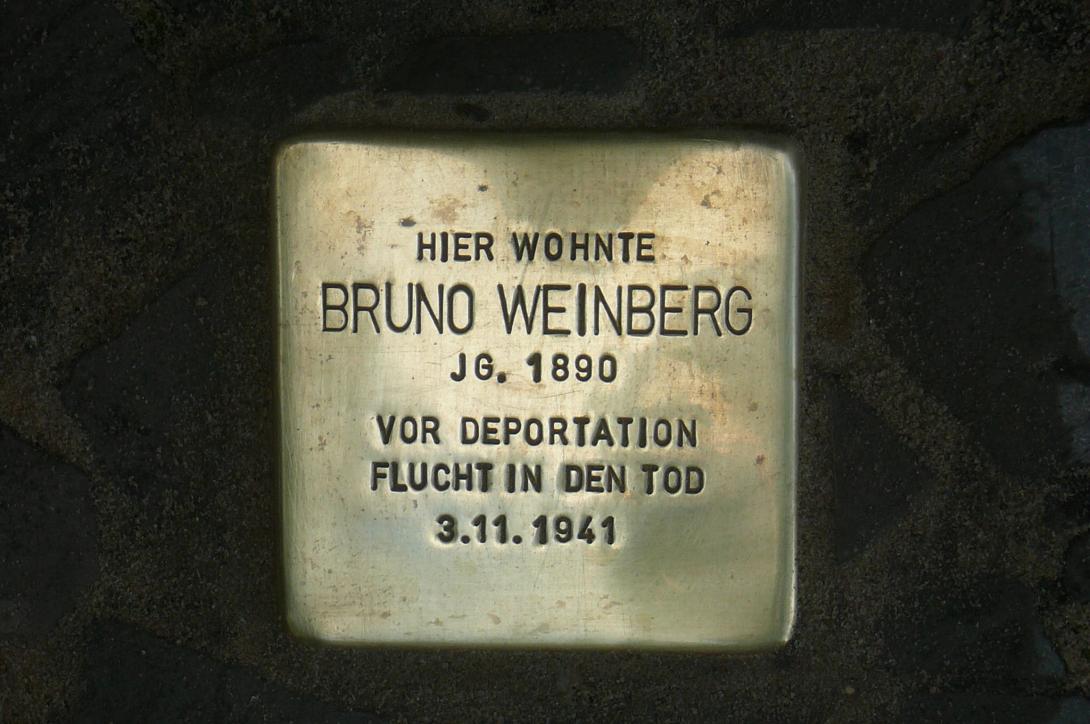 HIER WOHNTE
BRUNO WEINBERG
JG. 1890
VOR DEPORTATION
FLUCHT IN DEN TOD
3.11.1941